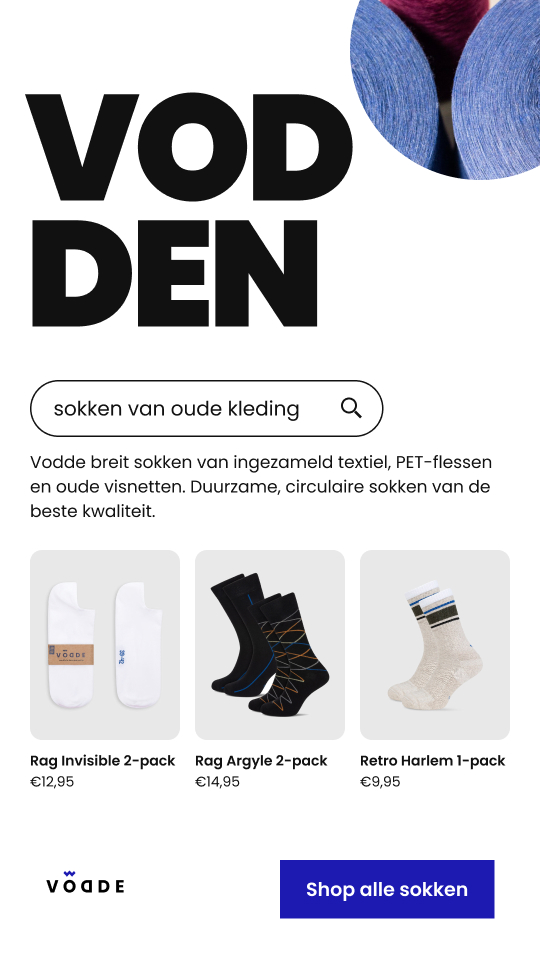 VOD
DEN
sokken van oude kleding
Vodde breit sokken van ingezameld textiel, PET-flessen
en oude visnetten. Duurzame, circulaire sokken van de
beste kwaliteit.
VODDE
Rag Invisible 2-pack
€12,95
Rag Argyle 2-pack
€14,95
Retro Harlem 1-pack
€9,95
VODDE
Shop alle sokken